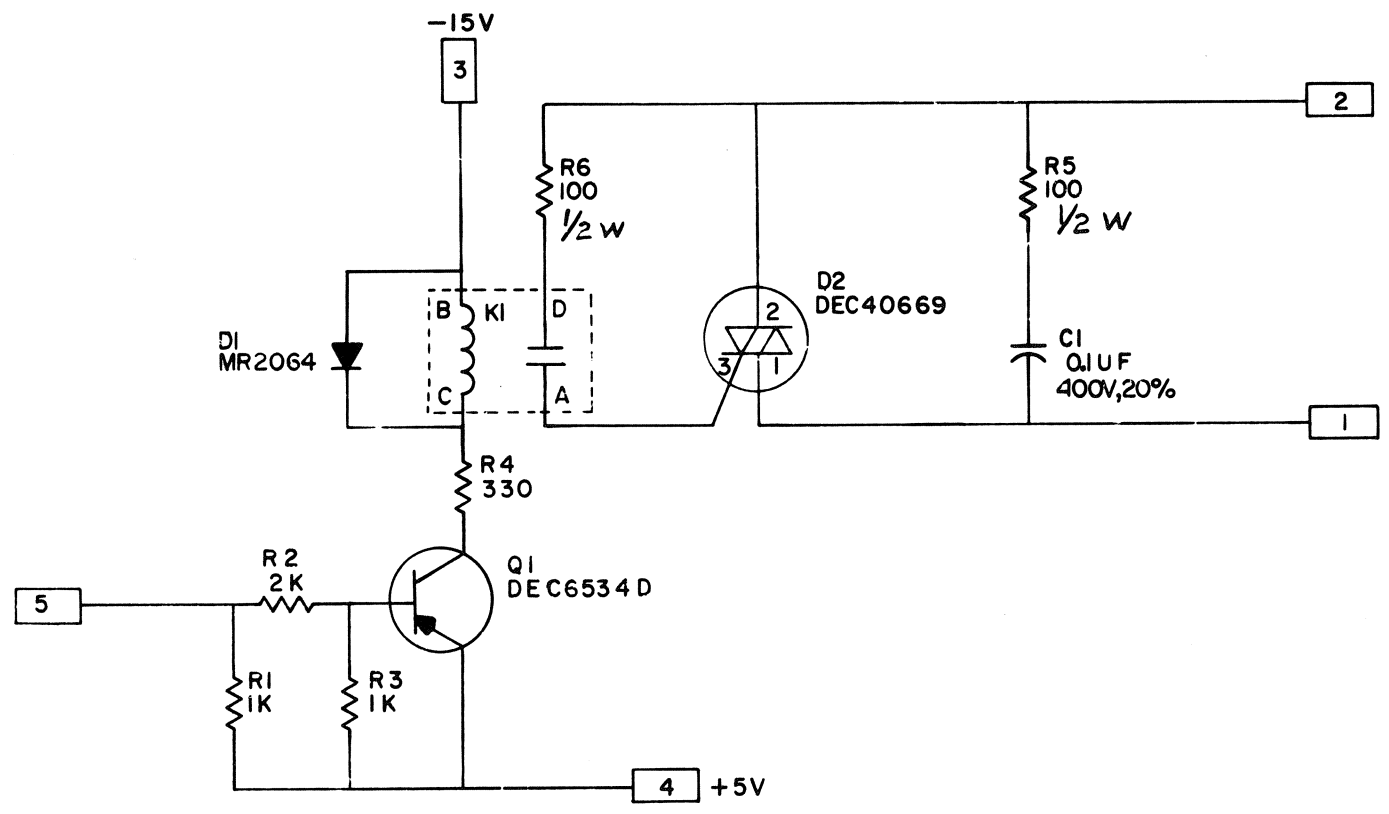 -15V
3
2
R6
100
1/2 W
R5
100
1/2 W
D2
DEC40669
B
K1
D
2
D1
MR2064
3
1
C1
0.1UF
400V,20%
C
A
1
R4
330
Q1
DEC6534D
R2
2K
5
R1
1K
R3
1K
4
+5V